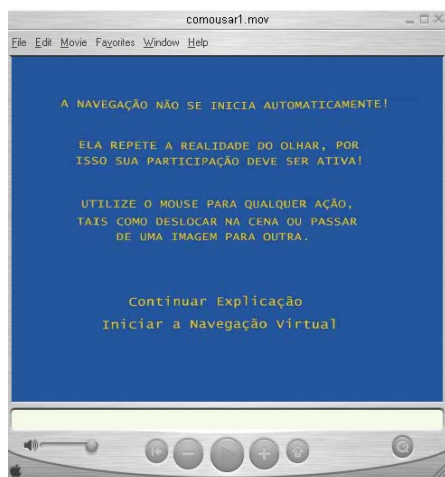 comousar1.mov
File Edit Movie Favorites Window Help
A NAVEGAÇÃO NÃO SE INICIA AUTOMATICAMENTE!
ELA REPETE A REALIDADE DO OLHAR, POR
ISSO SUA PARTICIPAÇÃO DEVE SER ATIVA!
UTILIZE O MOUSE PARA QUALQUER AÇÃO,
TAIS COMO DESLOCAR NA CENA OU PASSAR
DE UMA IMAGEM PARA OUTRA.
Continuar Explicação
Iniciar a Navegação Virtual